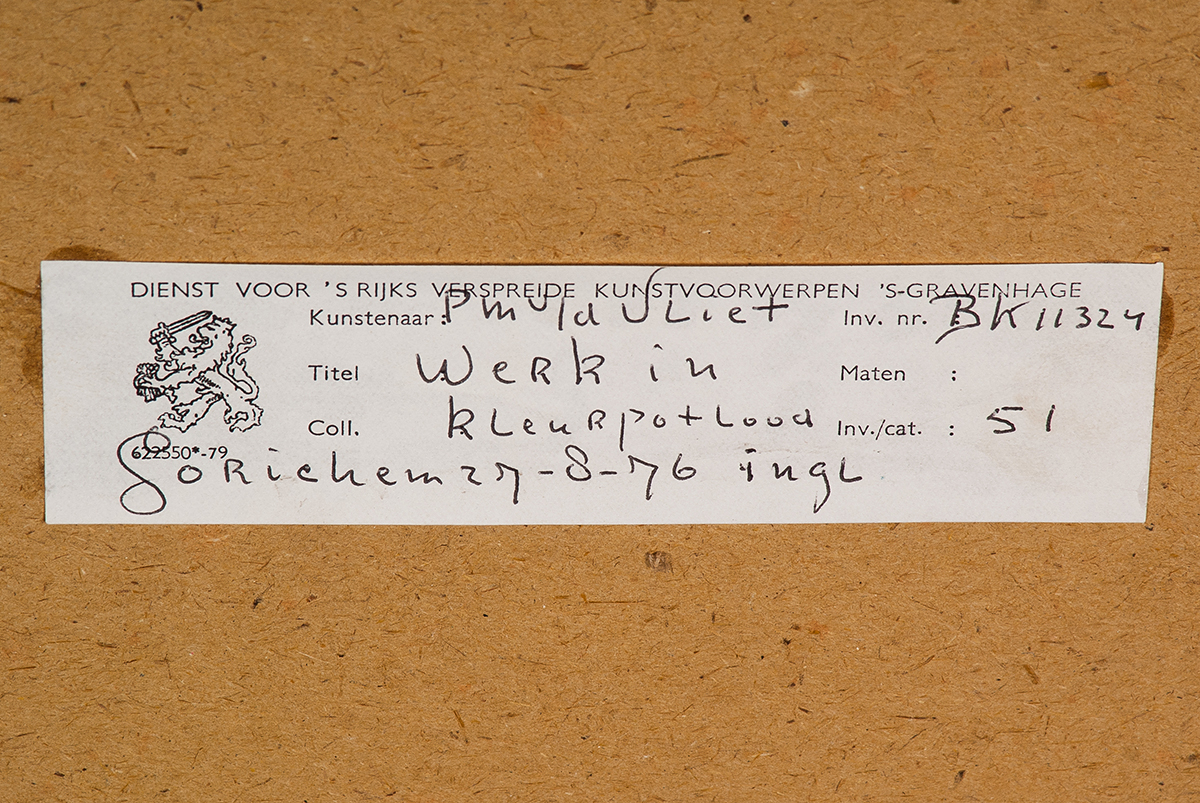 DIENST VOOR 'S RIJKS VERSPREIDE KUNSTVOORWERPEN 'S-GRAVENHAGE
Kunstenaar: PM v/d Vliet Inv. nr. BK11324
Titel Werk in Maten :
Coll. kleurpotlood Inv./cat. : 51
622550*-79
Gorichem 27-8-76 ingl